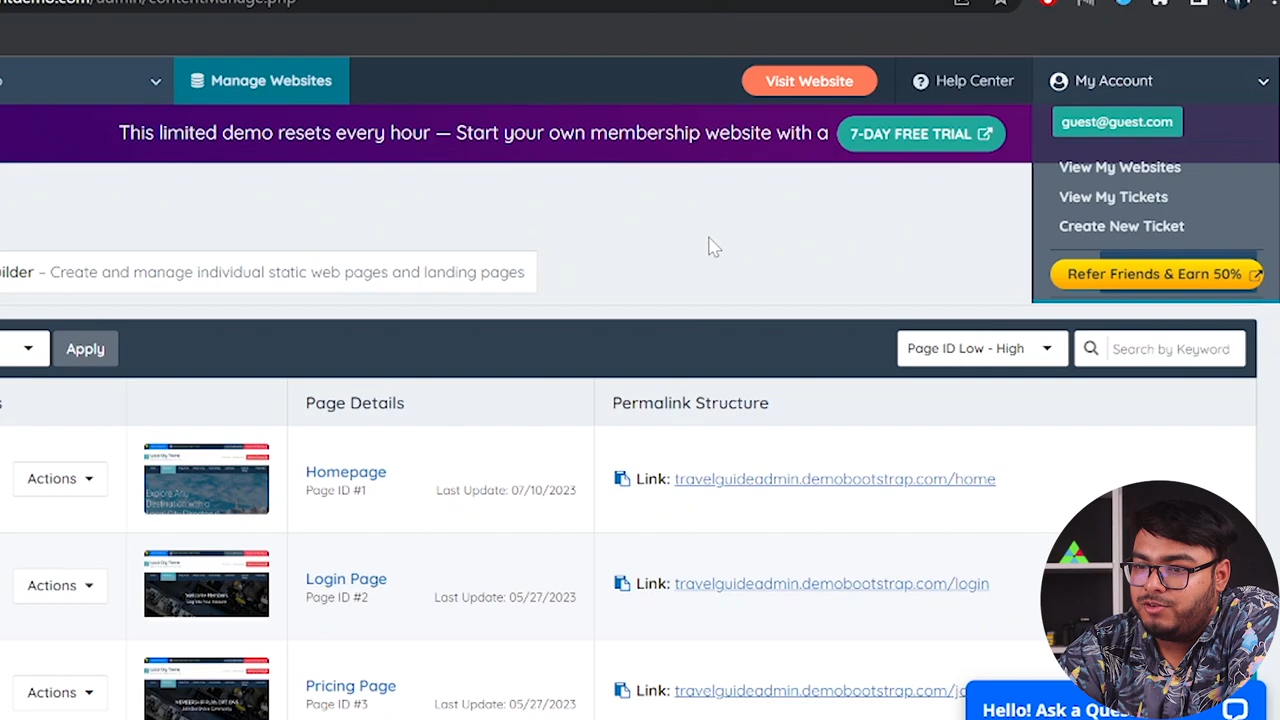 Manage Websites
Visit Website
Help Center
My Account
This limited demo resets every hour — Start your own membership website with a
7-DAY FREE TRIAL
guest@guest.com
View My Websites
View My Tickets
Create New Ticket
Refer Friends & Earn 50%
– Create and manage individual static web pages and landing pages
Apply
Page ID Low - High
Search by Keyword
Page Details
Permalink Structure
Actions
Homepage
Page ID #1
Last Update: 07/10/2023
Link: travelguideadmin.demobootstrap.com/home
Actions
Login Page
Page ID #2
Last Update: 05/27/2023
Link: travelguideadmin.demobootstrap.com/login
Actions
Pricing Page
Page ID #3
Last Update: 05/27/2023
Link: travelguideadmin.demobootstrap.com/
Hello! Ask a